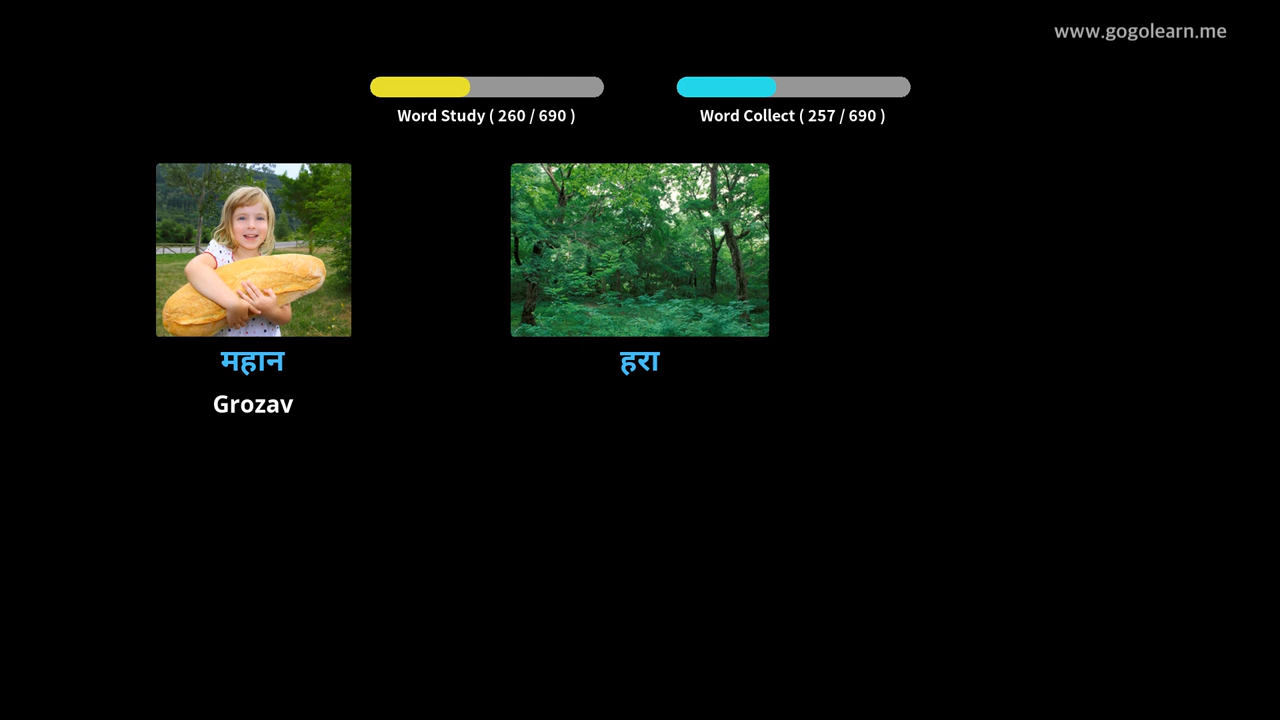 www.gogolearn.me
Word Study ( 260 / 690 )
Word Collect ( 257 / 690 )
महान
हरा
Grozav